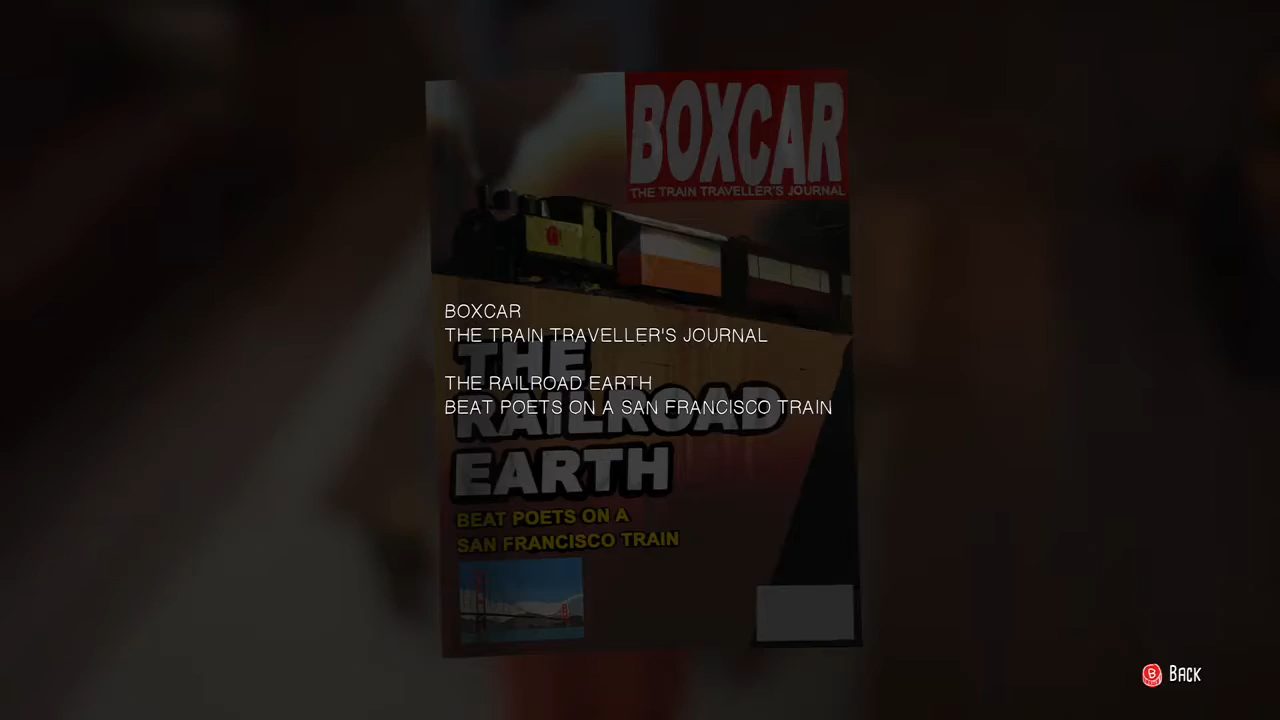 BOXCAR
THE TRAIN TRAVELLER'S JOURNAL
BOXCAR
THE TRAIN TRAVELLER'S JOURNAL
THE RAILROAD EARTH
BEAT POETS ON A SAN FRANCISCO TRAIN
THE
RAILROAD
EARTH
BEAT POETS ON A
SAN FRANCISCO TRAIN
B BACK